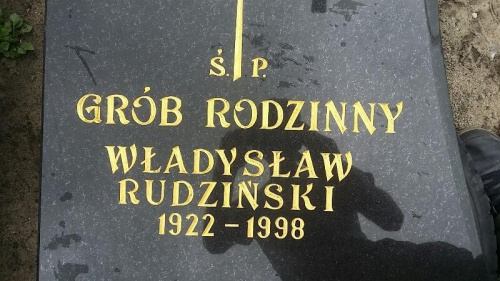 Ś. P.
GRÓB RODZINNY
WŁADYSŁAW
RUDZIŃSKI
1922 - 1998